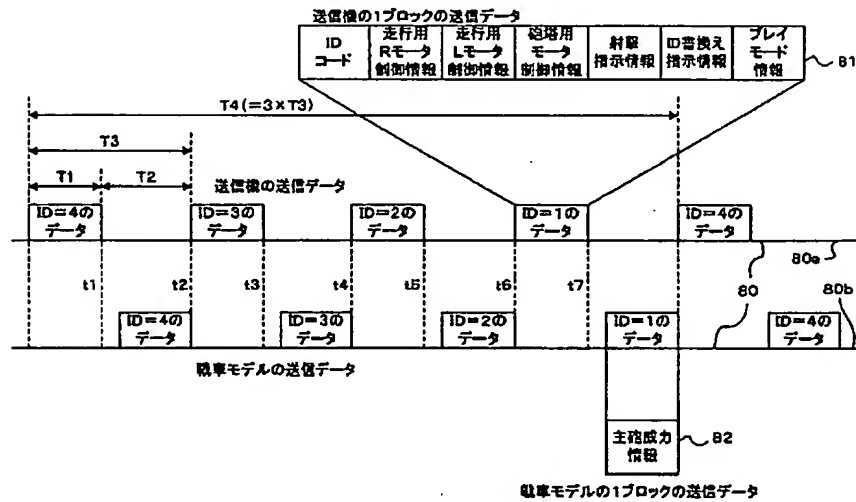 送信機の1ブロックの送信データ
ID
コード
走行用
Rモータ
制御情報
走行用
Lモータ
制御情報
砲塔用
モータ
制御情報
射撃
指示情報
ID書換え
指示情報
プレイ
モード
情報
81
T4(=3×T3)
T3
T1
T2
送信機の送信データ
ID=4の
データ
ID=3の
データ
ID=2の
データ
ID=1の
データ
ID=4の
データ
t1
t2
t3
t4
t5
t6
t7
80
80a
80b
ID=4の
データ
ID=3の
データ
ID=2の
データ
ID=1の
データ
ID=4の
データ
戦車モデルの送信データ
主砲威力
情報
82
戦車モデルの1ブロックの送信データ